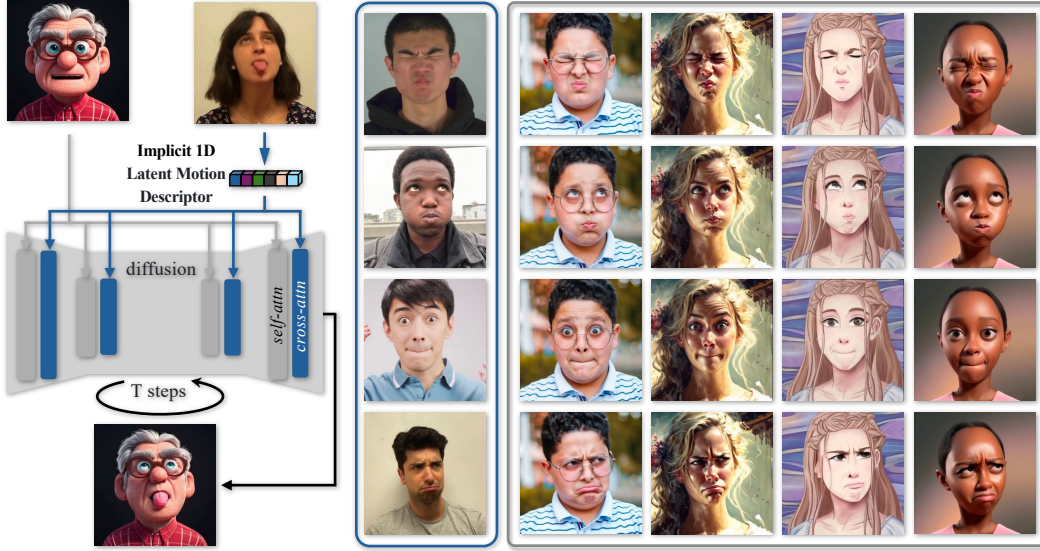 Implicit 1D
Latent Motion
Descriptor
diffusion
self-attn
cross-attn
T steps